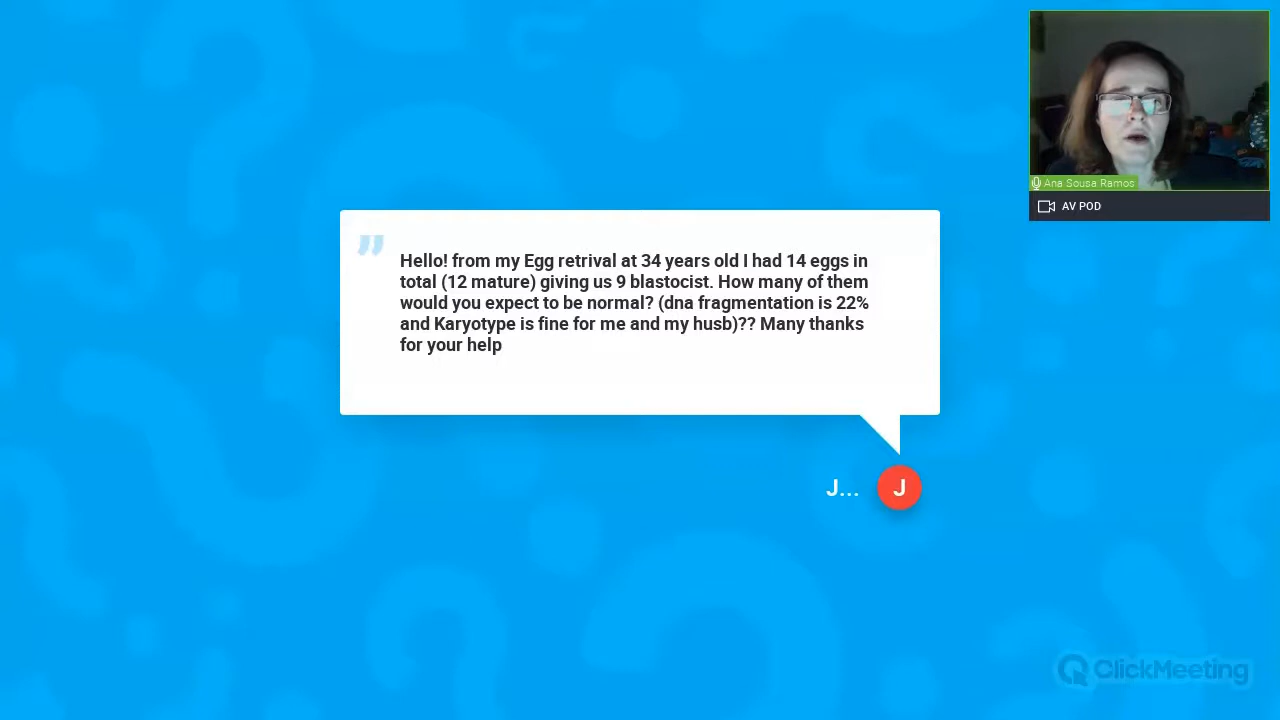 Ana Sousa Ramos
AV POD
Hello! from my Egg retrival at 34 years old I had 14 eggs in
total (12 mature) giving us 9 blastocist. How many of them
would you expect to be normal? (dna fragmentation is 22%
and Karyotype is fine for me and my husb)?? Many thanks
for your help
J... J
ClickMeeting